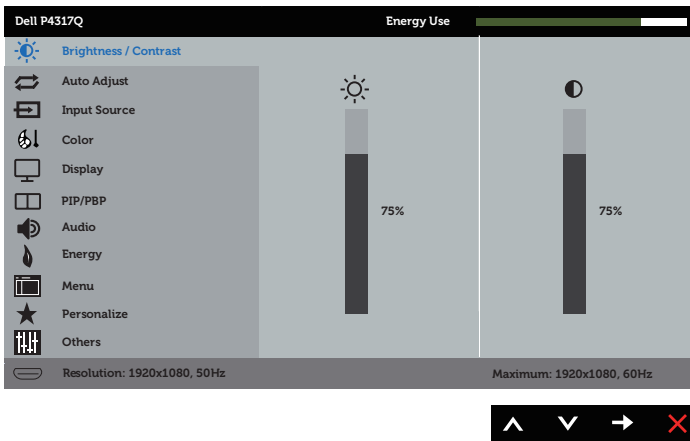 Dell P4317Q Energy Use
Brightness / Contrast
Auto Adjust
Input Source
Color
Display
PIP/PBP
75% 75%
Audio
Energy
Menu
Personalize
Others
Resolution: 1920x1080, 50Hz Maximum: 1920x1080, 60Hz